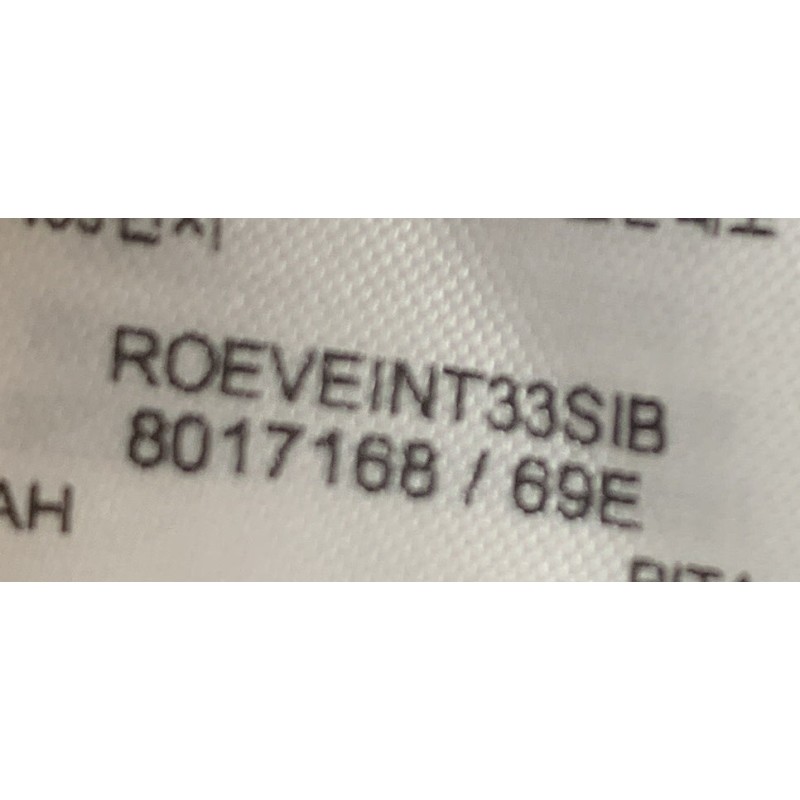 ROEVEINT33SIB
8017168 / 69E
AH